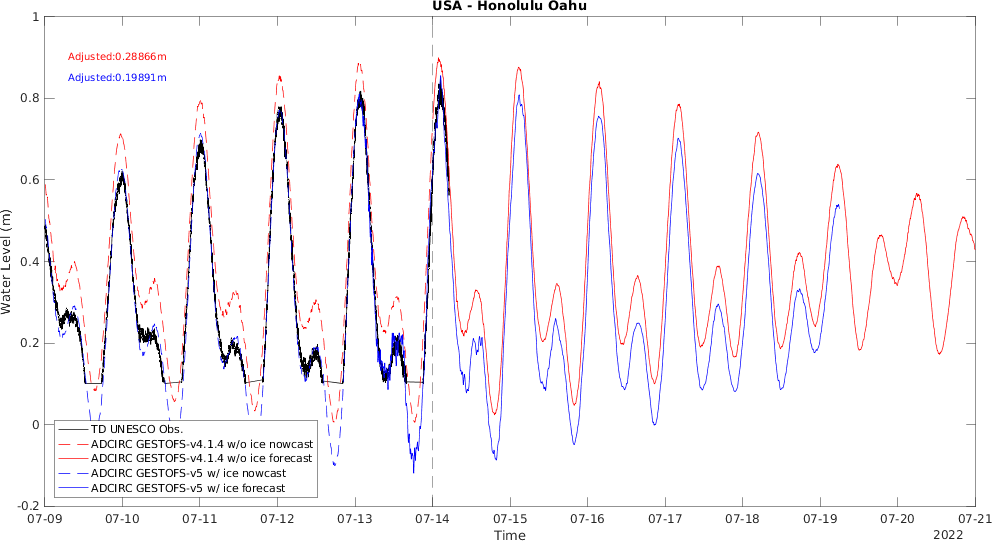 USA - Honolulu Oahu
1
Adjusted:0.28866m
Adjusted:0.19891m
0.8
0.6
0.4
0.2
0
-0.2
Water Level (m)
TD UNESCO Obs.
ADCIRC GESTOFS-v4.1.4 w/o ice nowcast
ADCIRC GESTOFS-v4.1.4 w/o ice forecast
ADCIRC GESTOFS-v5 w/ ice nowcast
ADCIRC GESTOFS-v5 w/ ice forecast
07-09 07-10 07-11 07-12 07-13 07-14 07-15 07-16 07-17 07-18 07-19 07-20 07-21
Time
2022